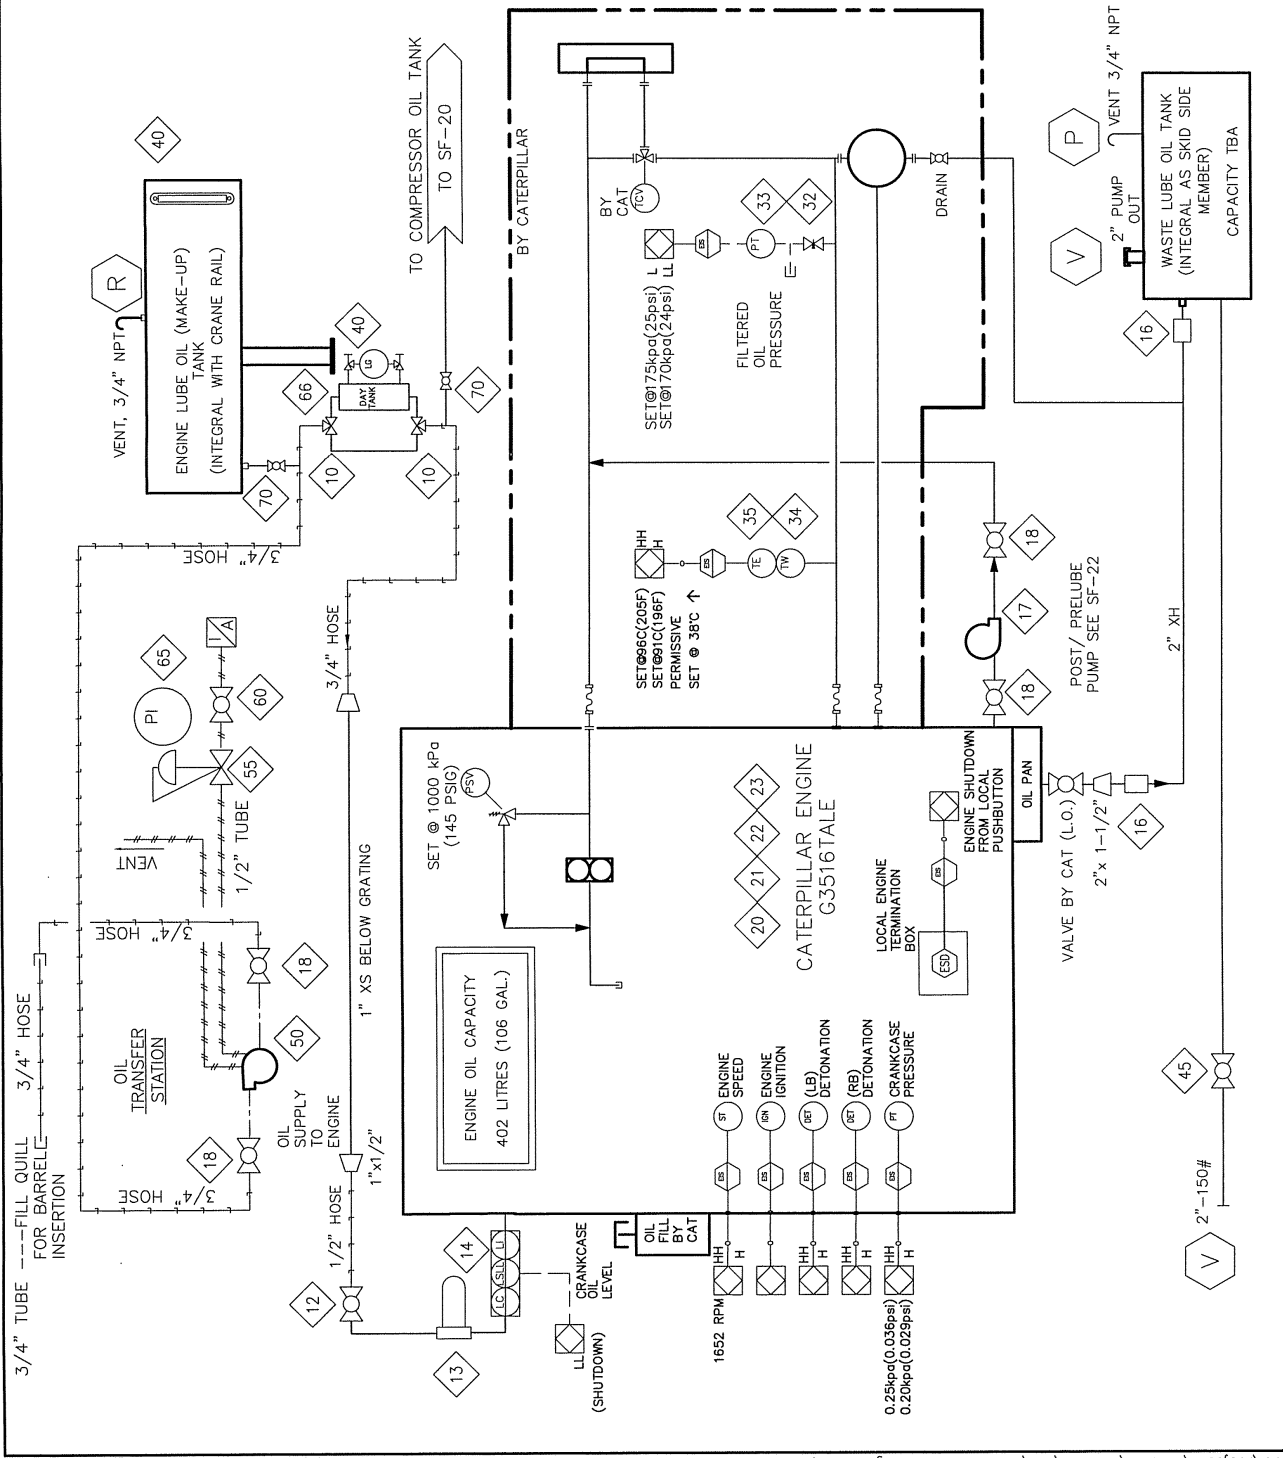 3/4" TUBE ----FILL QUILL
FOR BARREL
INSERTION
3/4" HOSE
3/4" HOSE
3/4" HOSE
OIL
TRANSFER
STATION
18
18
50
VENT
1/2" TUBE
55
60
65
PI
I
A
3/4" HOSE
VENT, 3/4" NPT
R
40
ENGINE LUBE OIL (MAKE-UP)
TANK
(INTEGRAL WITH CRANE RAIL)
70
10
10
66
DAY
TANK
LG
40
70
TO COMPRESSOR OIL TANK
TO SF-20
OIL
SUPPLY
TO
ENGINE
1/2" HOSE
1"x1/2"
1" XS BELOW GRATING
3/4" HOSE
12
13
14
LC
LSLL
LI
CRANKCASE
OIL
LEVEL
LL
(SHUTDOWN)
BY CATERPILLAR
BY
CAT
TCV
SET @ 1000 kPa
(145 PSIG)
PSV
ENGINE OIL CAPACITY
402 LITRES (106 GAL.)
OIL
FILL
BY
CAT
20
21
22
23
CATERPILLAR ENGINE
G3516TALE
SET@175kpa(25psi) L
SET@170kpa(24psi) LL
EIS
PT
33
32
FILTERED
OIL
PRESSURE
SET@96C(205F) HH
SET@91C(196F) H
PERMISSIVE
SET @ 38°C ↑
EIS
TE
TW
35
34
DRAIN
18
17
18
POST/ PRELUBE
PUMP SEE SF-22
1652 RPM
HH
H
EIS
ST
ENGINE
SPEED
EIS
IGN
ENGINE
IGNITION
HH
H
EIS
DET
(LB)
DETONATION
HH
H
EIS
DET
(RB)
DETONATION
0.25kpa(0.036psi) HH
0.20kpa(0.029psi) H
EIS
PT
CRANKCASE
PRESSURE
LOCAL ENGINE
TERMINATION
BOX
ESD
EIS
ENGINE SHUTDOWN
FROM LOCAL
PUSHBUTTON
OIL PAN
VALVE BY CAT (L.O.)
2"x 1-1/2"
16
2" XH
16
V
2" PUMP
OUT
P
VENT 3/4" NPT
WASTE LUBE OIL TANK
(INTEGRAL AS SKID SIDE
MEMBER)
CAPACITY TBA
45
2"-150#
V